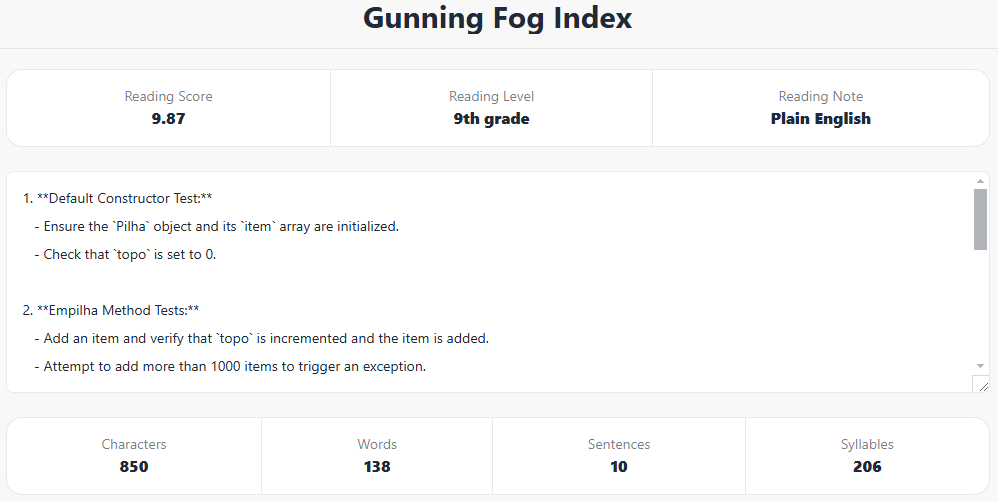 Gunning Fog Index
Reading Score
9.87
Reading Level
9th grade
Reading Note
Plain English
1. **Default Constructor Test:**
- Ensure the `Pilha` object and its `item` array are initialized.
- Check that `topo` is set to 0.
2. **Empilha Method Tests:**
- Add an item and verify that `topo` is incremented and the item is added.
- Attempt to add more than 1000 items to trigger an exception.
Characters
850
Words
138
Sentences
10
Syllables
206